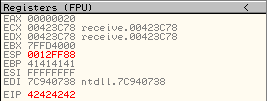 Registers (FPU) <
EAX 00000020
ECX 00423C78 receive.00423C78
EDX 00423C78 receive.00423C78
EBX 7FFD4000
ESP 0012FF88
EBP 41414141
ESI FFFFFFFF
EDI 7C940738 ntdll.7C940738
EIP 42424242